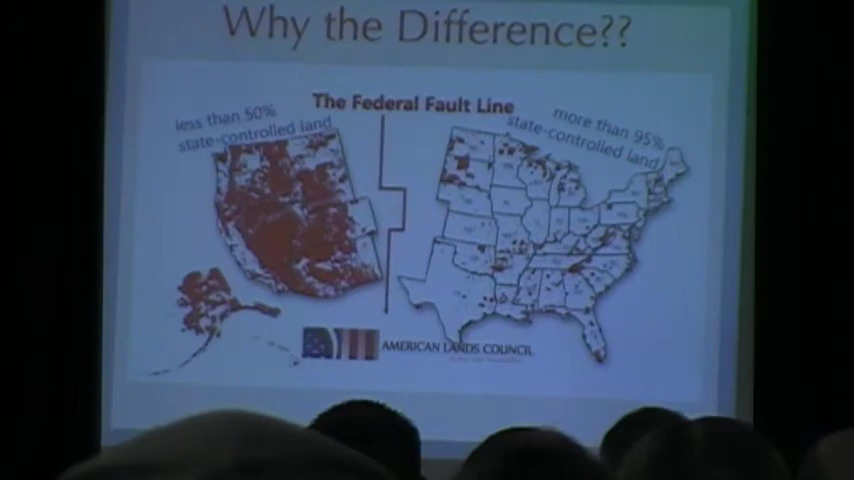 Why the Difference??
The Federal Fault Line
less than 50%
state-controlled land
more than 95%
state-controlled land
AMERICAN LANDS COUNCIL